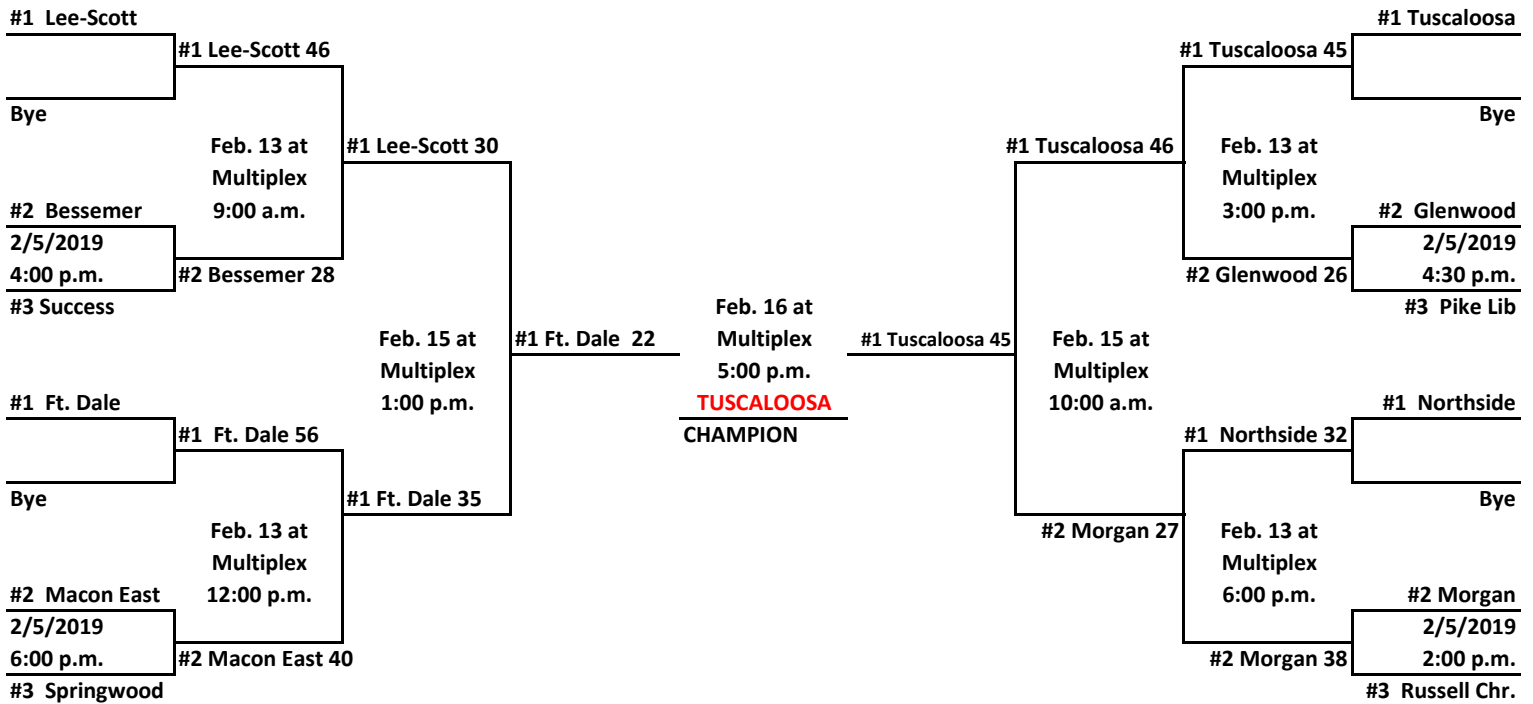 #1 Lee-Scott
#1 Lee-Scott 46
Bye
Feb. 13 at
Multiplex
9:00 a.m.
#1 Lee-Scott 30
#2 Bessemer
2/5/2019
4:00 p.m.
#2 Bessemer 28
#3 Success
Feb. 15 at
Multiplex
1:00 p.m.
#1 Ft. Dale 22
#1 Ft. Dale
#1 Ft. Dale 56
Bye
#1 Ft. Dale 35
Feb. 13 at
Multiplex
12:00 p.m.
#2 Macon East
2/5/2019
6:00 p.m.
#2 Macon East 40
#3 Springwood
Feb. 16 at
Multiplex
5:00 p.m.
TUSCALOOSA
CHAMPION
#1 Tuscaloosa
#1 Tuscaloosa 45
Bye
#1 Tuscaloosa 46
Feb. 13 at
Multiplex
3:00 p.m.
#2 Glenwood
2/5/2019
4:30 p.m.
#2 Glenwood 26
#3 Pike Lib
#1 Tuscaloosa 45
Feb. 15 at
Multiplex
10:00 a.m.
#1 Northside
#1 Northside 32
Bye
#2 Morgan 27
Feb. 13 at
Multiplex
6:00 p.m.
#2 Morgan
2/5/2019
2:00 p.m.
#2 Morgan 38
#3 Russell Chr.